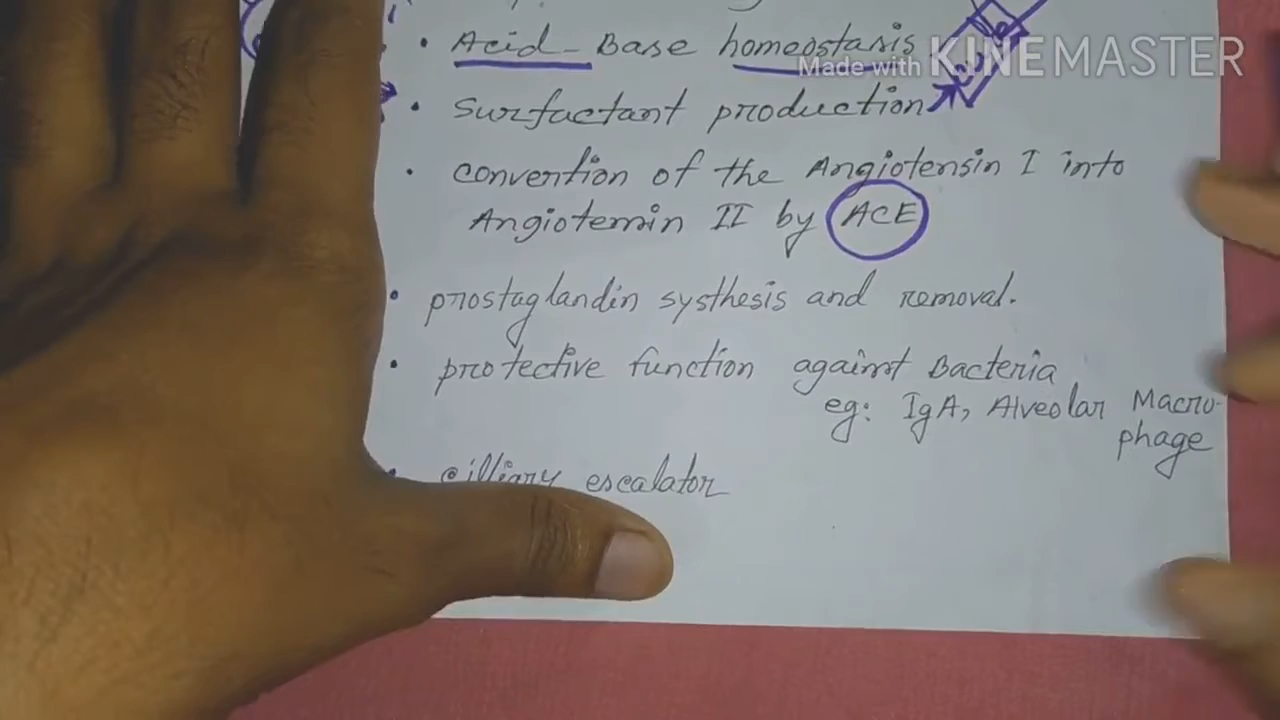 • Acid - Base homeostasis
Made with KINEMASTER
• Surfactant production
• convention of the Angiotensin I into
Angiotemin II by ACE
• prostaglandin systhesis and removal.
• protective function against Bacteria
eg: IgA, Alveolar Macro-
phage
• cilliary escalator